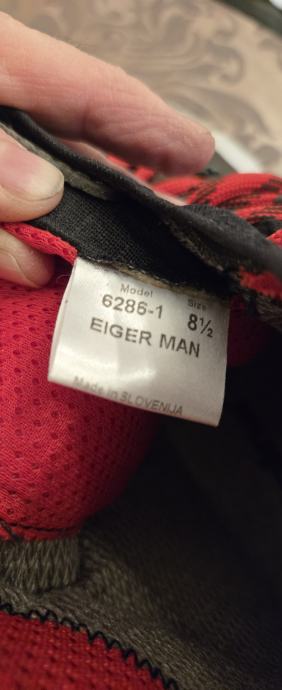 Model Size
6286-1 8½
EIGER MAN
Made in SLOVENIJA